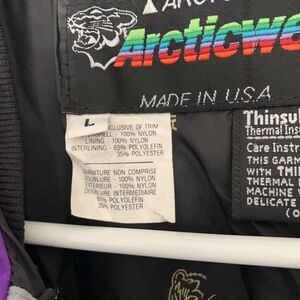 Arcticwe
MADE IN U.S.A.
L
EXCLUSIVE OF TRIM
SHELL - 100% NYLON
LINING - 100% NYLON
INTERLINING - 65% POLYOLEFIN
35% POLYESTER
GARNITURE NON COMPRISE
DOUBLURE - 100% NYLON
EXTERIEUR - 100% NYLON
DOUBLURE INTERMEDIAIRE
65% POLYOLEFIN
35% POLYESTER
Thinsul
Thermal Ins
Care Instr
THIS GARM
WITH THI
THERMAL
MACHINE
DELICATE